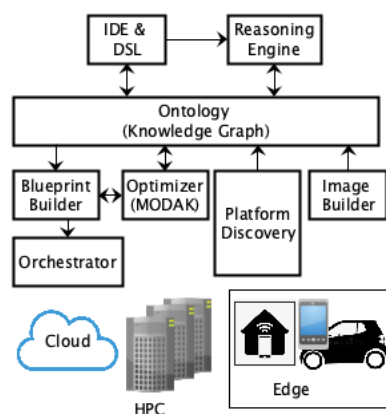 IDE &
DSL
Reasoning
Engine
Ontology
(Knowledge Graph)
Blueprint
Builder
Optimizer
(MODAK)
Platform
Discovery
Image
Builder
Orchestrator
Cloud
HPC
Edge